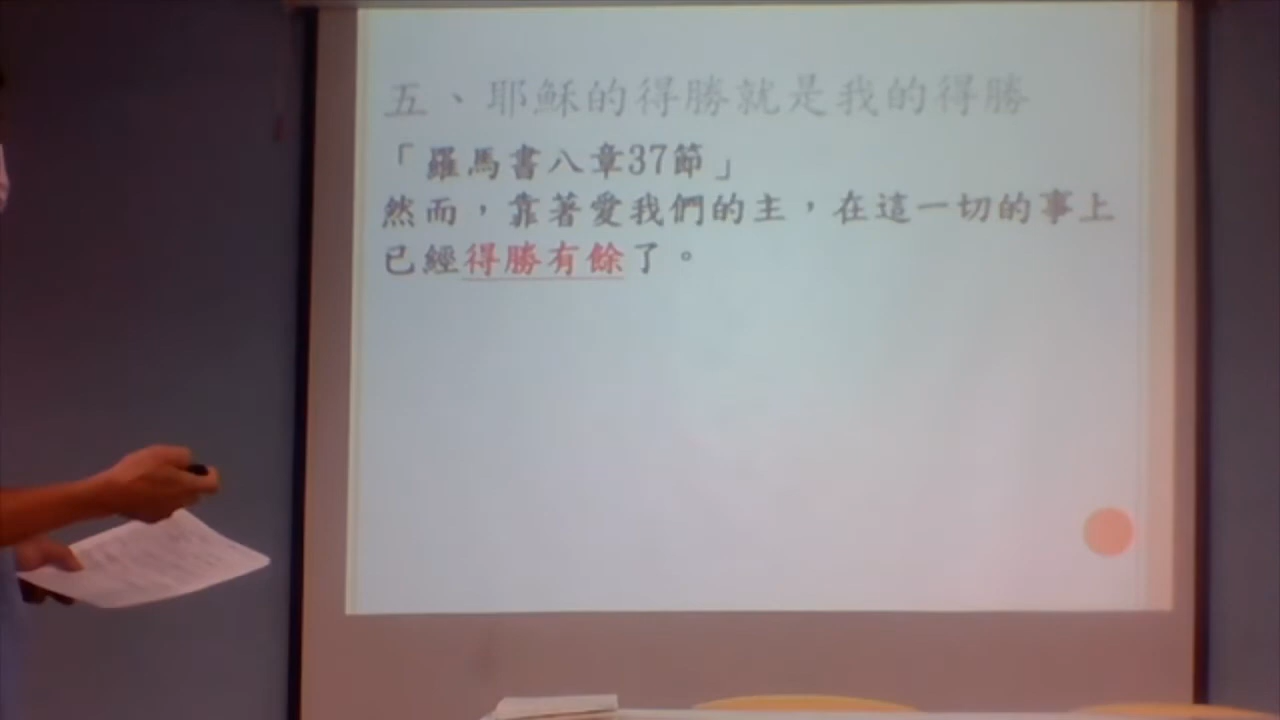 五、耶穌的得勝就是我的得勝
「羅馬書八章37節」
然而，靠著愛我們的主，在這一切的事上
已經得勝有餘了。